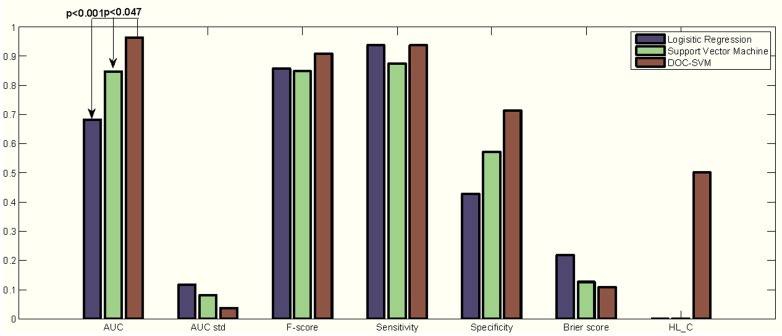 p<0.001 p<0.047
1
0.9
0.8
0.7
0.6
0.5
0.4
0.3
0.2
0.1
0
Logisitic Regression
Support Vector Machine
DOC-SVM
AUC AUC std F-score Sensitivity Specificity Brier score HL_C